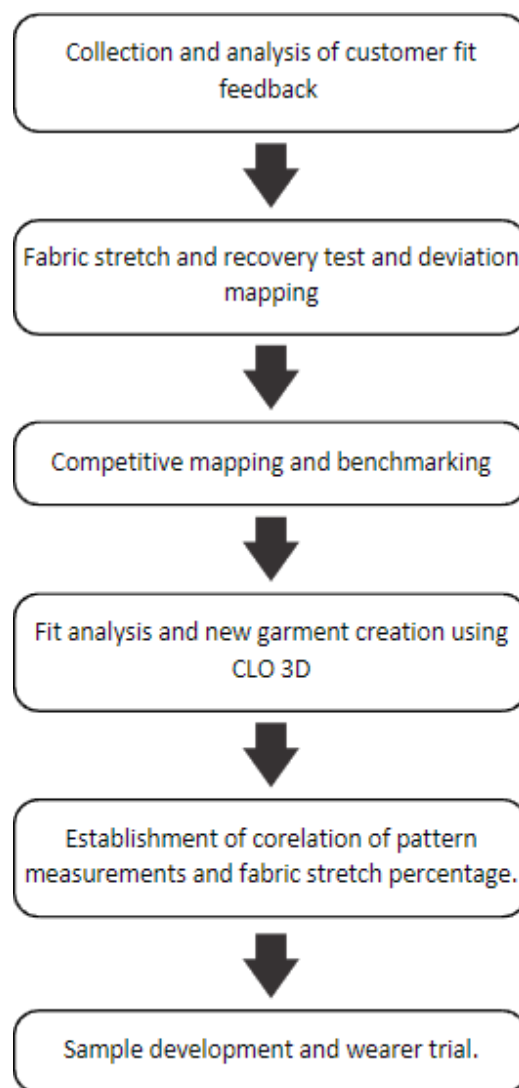 Collection and analysis of customer fit
feedback
Fabric stretch and recovery test and deviation
mapping
Competitive mapping and benchmarking
Fit analysis and new garment creation using
CLO 3D
Establishment of corelation of pattern
measurements and fabric stretch percentage.
Sample development and wearer trial.